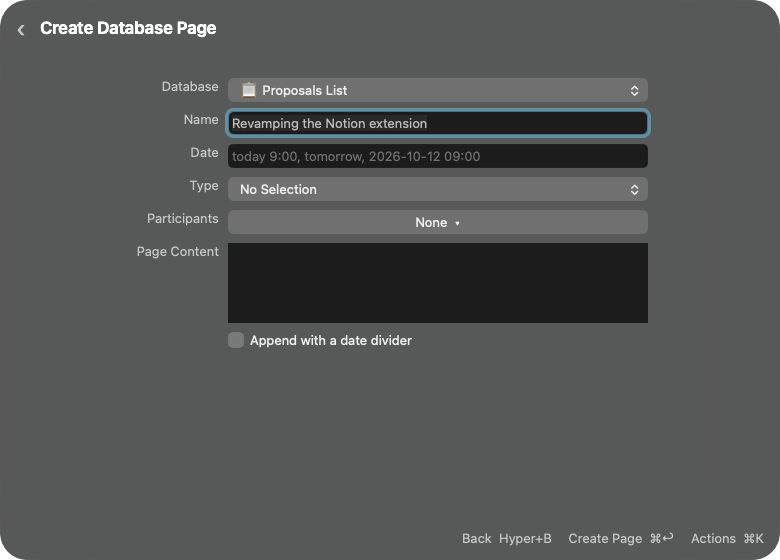 ‹ Create Database Page
Database 📋 Proposals List
Name Revamping the Notion extension
Date today 9:00, tomorrow, 2026-10-12 09:00
Type No Selection
Participants None
Page Content
Append with a date divider
Back Hyper+B Create Page ⌘↩ Actions ⌘K